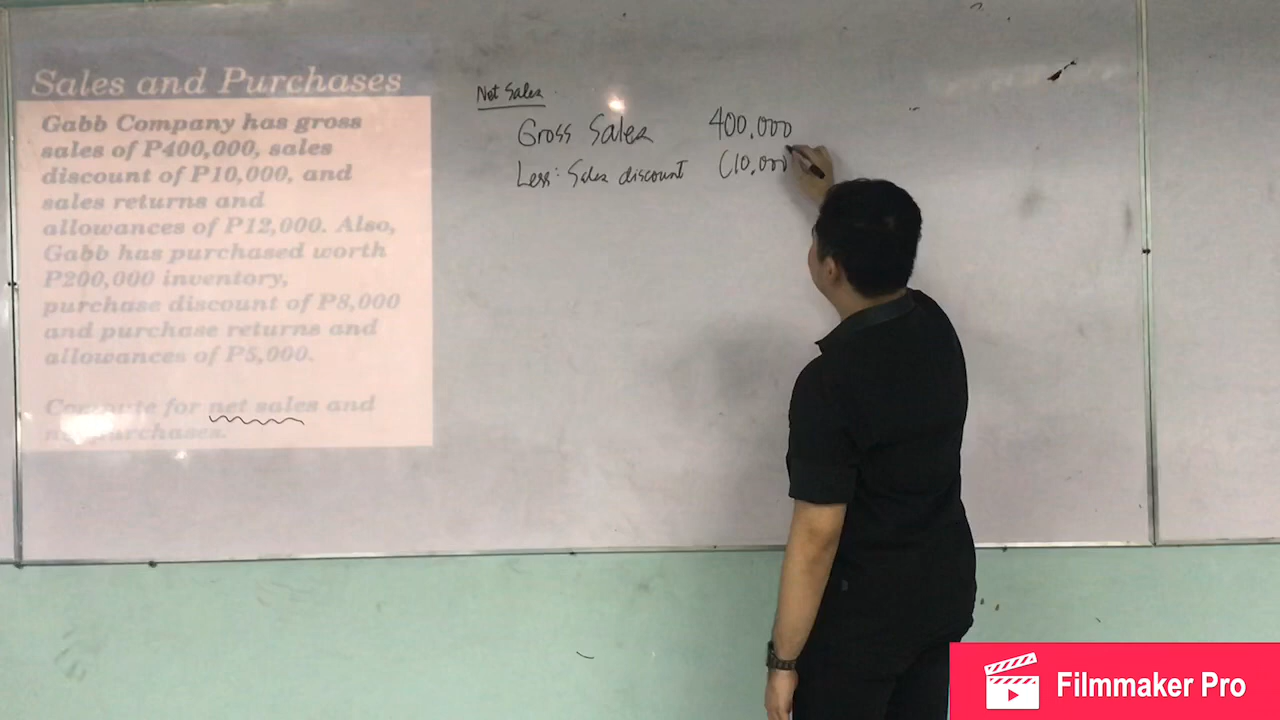 Sales and Purchases
Gabb Company has gross
sales of P400,000, sales
discount of P10,000, and
sales returns and
allowances of P12,000. Also,
Gabb has purchased worth
P200,000 inventory,
purchase discount of P8,000
and purchase returns and
allowances of P5,000.
Compute for net sales and
net purchases.
Net Sales
Gross Sales 400,000
Less: Sales discount (10,000
Filmmaker Pro